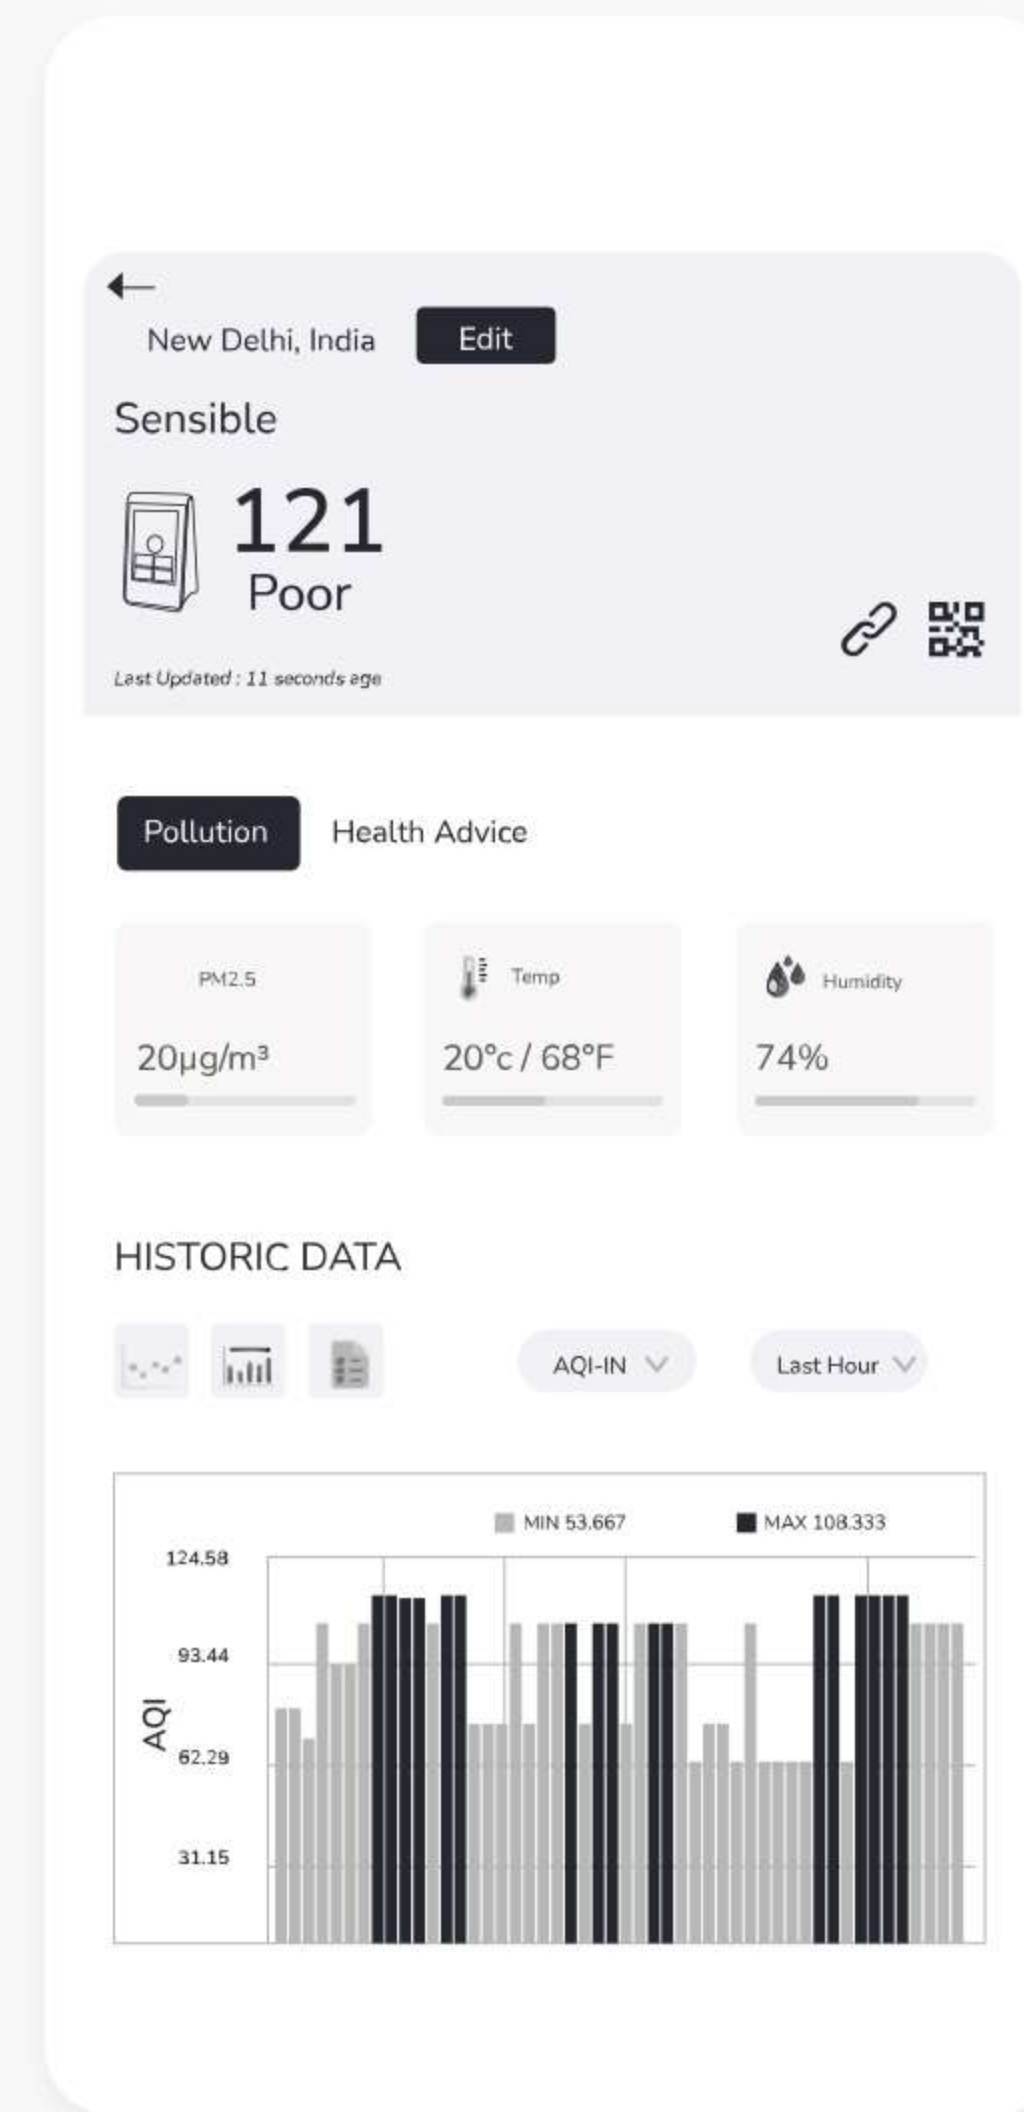 New Delhi, India Edit
Sensible
121
Poor
Last Updated : 11 seconds age
Pollution Health Advice
PM2.5 Temp Humidity
20µg/m³ 20°c / 68°F 74%
HISTORIC DATA
AQI-IN Last Hour
MIN 53.667 MAX 108.333
124.58
93.44
AQI
62.29
31.15